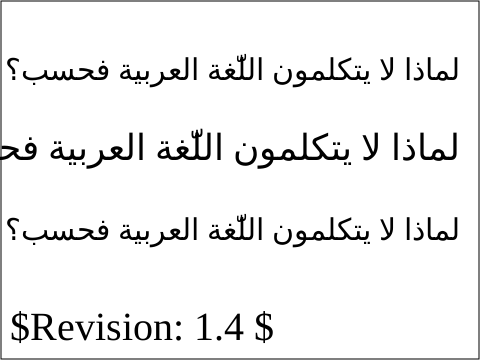 لماذا لا يتكلمون اللّغة العربية فحسب؟
لماذا لا يتكلمون اللّغة العربية
لماذا لا يتكلمون اللّغة العربية فحسب؟
$Revision: 1.4 $